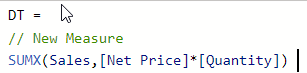 DT =
// New Measure
SUMX(Sales,[Net Price]*[Quantity])